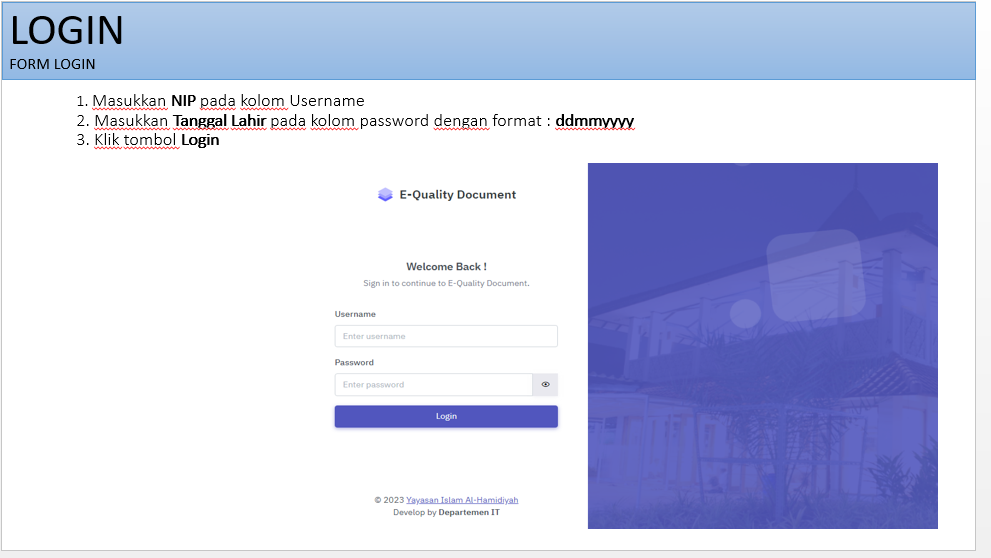 LOGIN
FORM LOGIN
1. Masukkan NIP pada kolom Username
2. Masukkan Tanggal Lahir pada kolom password dengan format : ddmmyyyy
3. Klik tombol Login
E-Quality Document
Welcome Back !
Sign in to continue to E-Quality Document.
Username
Enter username
Password
Enter password
Login
© 2023 Yayasan Islam Al-Hamidiyah
Develop by Departemen IT